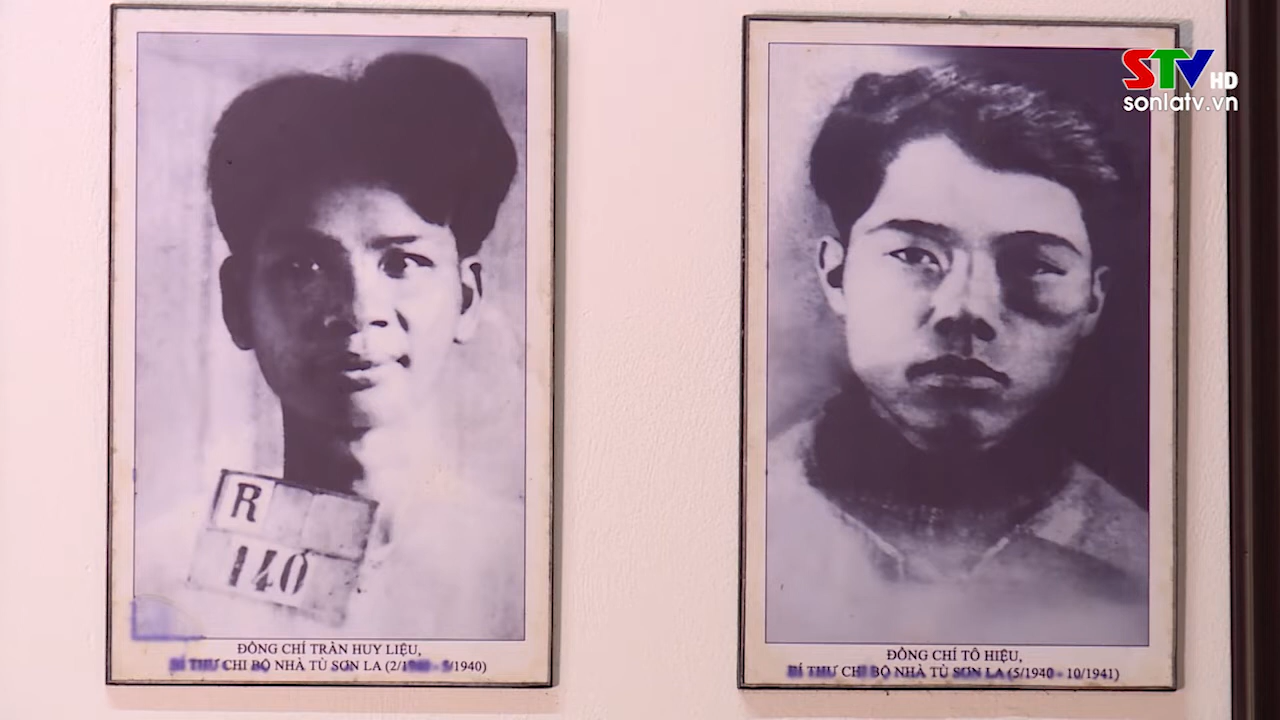 STV HD
sonlatv.vn
R
140
ĐỒNG CHÍ TRẦN HUY LIỆU,
BÍ THƯ CHI BỘ NHÀ TÙ SƠN LA (2/1940 - 5/1940)
ĐỒNG CHÍ TÔ HIỆU,
BÍ THƯ CHI BỘ NHÀ TÙ SƠN LA (5/1940 - 10/1941)